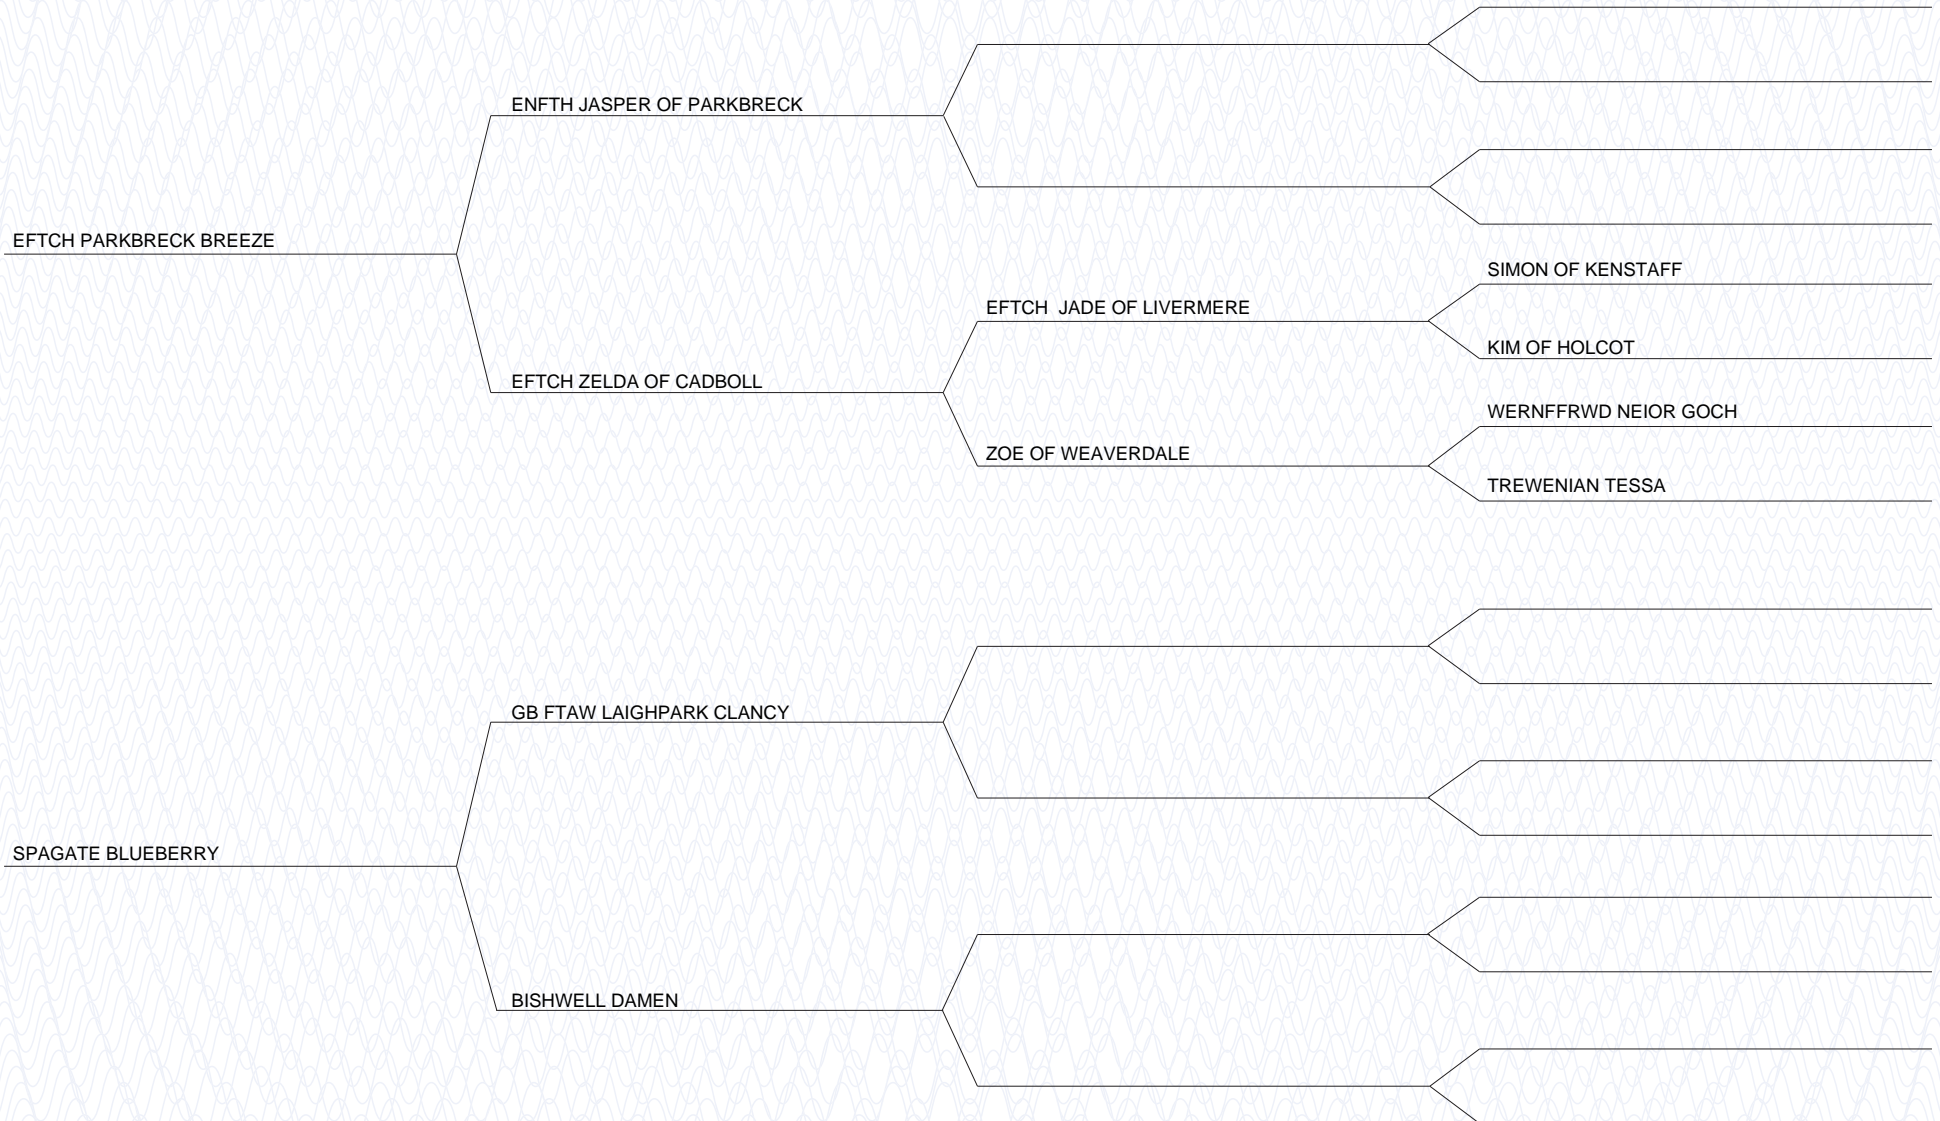 ENFTH JASPER OF PARKBRECK
EFTCH PARKBRECK BREEZE
SIMON OF KENSTAFF
EFTCH  JADE OF LIVERMERE
KIM OF HOLCOT
EFTCH ZELDA OF CADBOLL
WERNFFRWD NEIOR GOCH
ZOE OF WEAVERDALE
TREWENIAN TESSA
GB FTAW LAIGHPARK CLANCY
SPAGATE BLUEBERRY
BISHWELL DAMEN